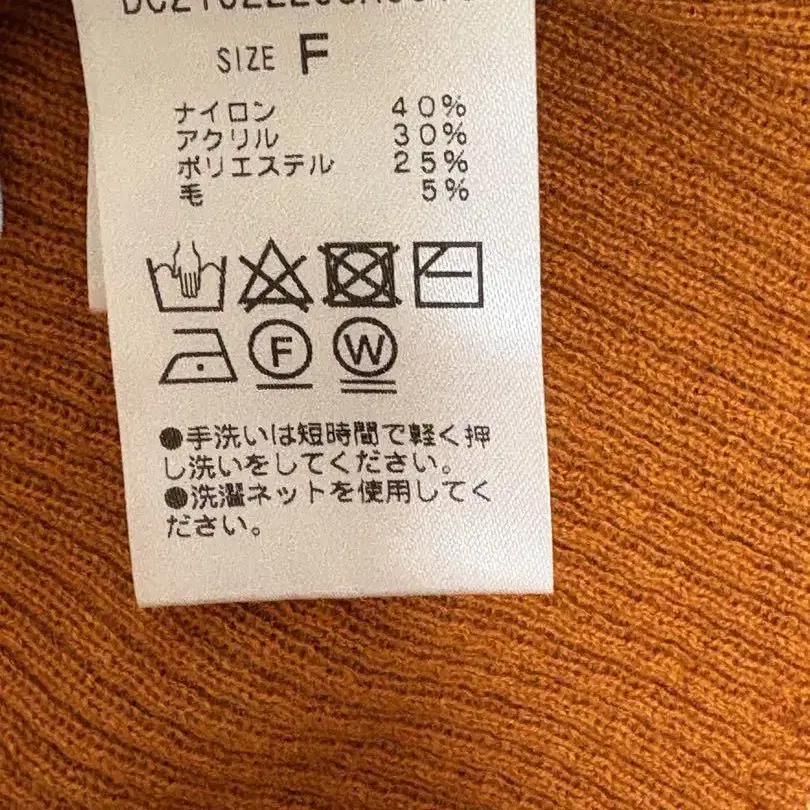 SIZE F
ナイロン 40%
アクリル 30%
ポリエステル 25%
毛 5%
F W
●手洗いは短時間で軽く押
し洗いをしてください。
●洗濯ネットを使用してく
ださい。